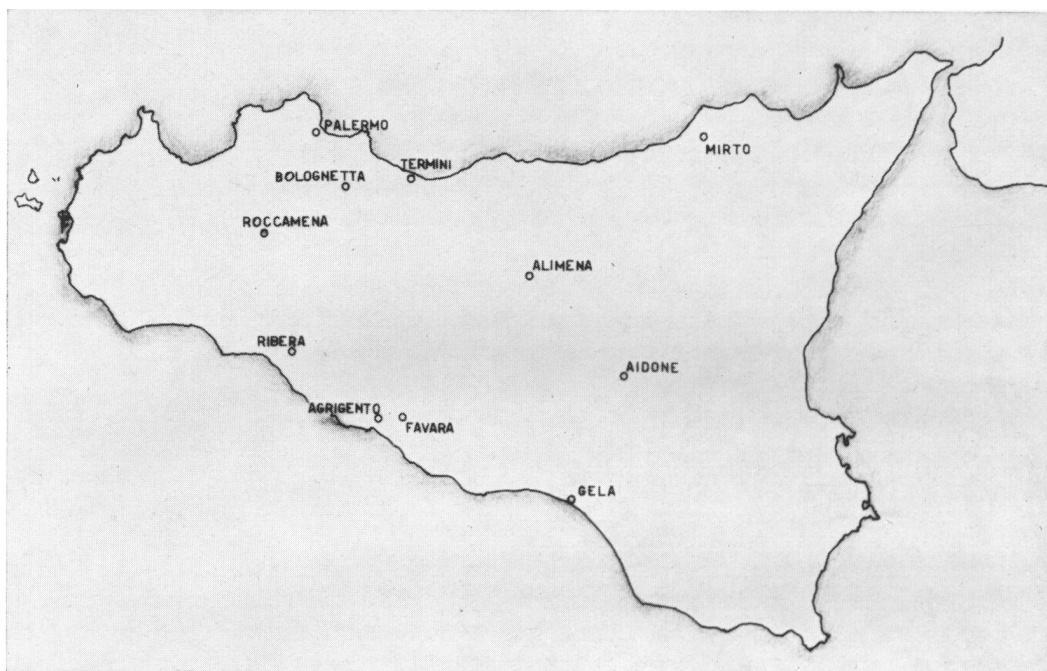 PALERMO
MIRTO
TERMINI
BOLOGNETTA
ROCCAMENA
ALIMENA
RIBERA
AIDONE
AGRIGENTO
FAVARA
GELA